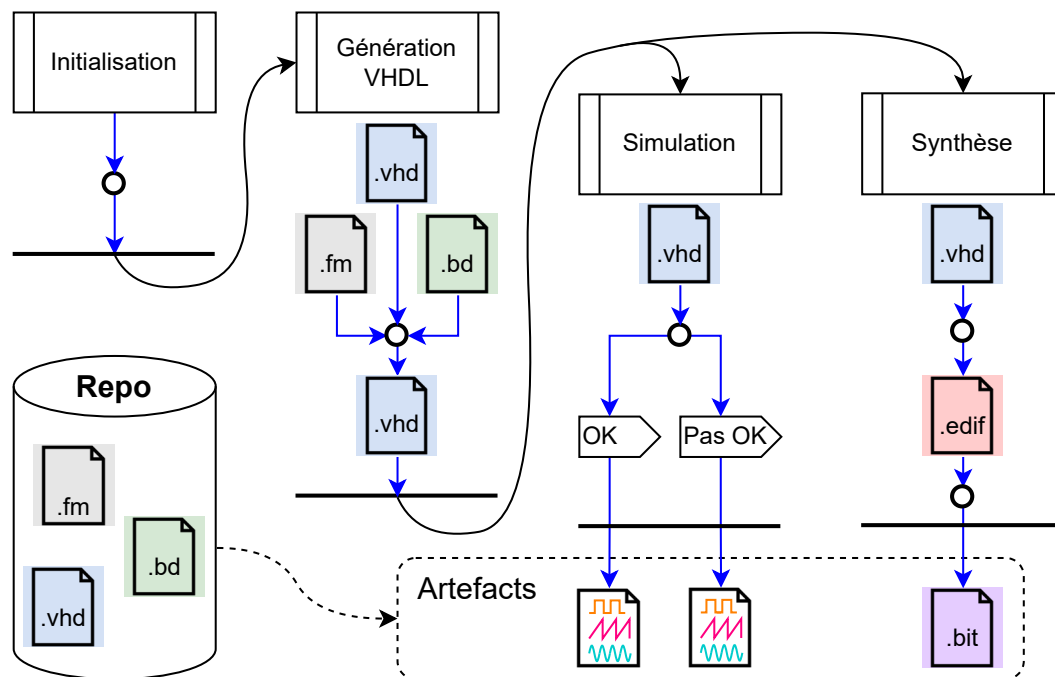 Initialisation
Génération
VHDL
Simulation
Synthèse
.vhd
.fm
.bd
.vhd
.vhd
.vhd
.edif
OK
Pas OK
Repo
.fm
.bd
.vhd
Artefacts
.bit